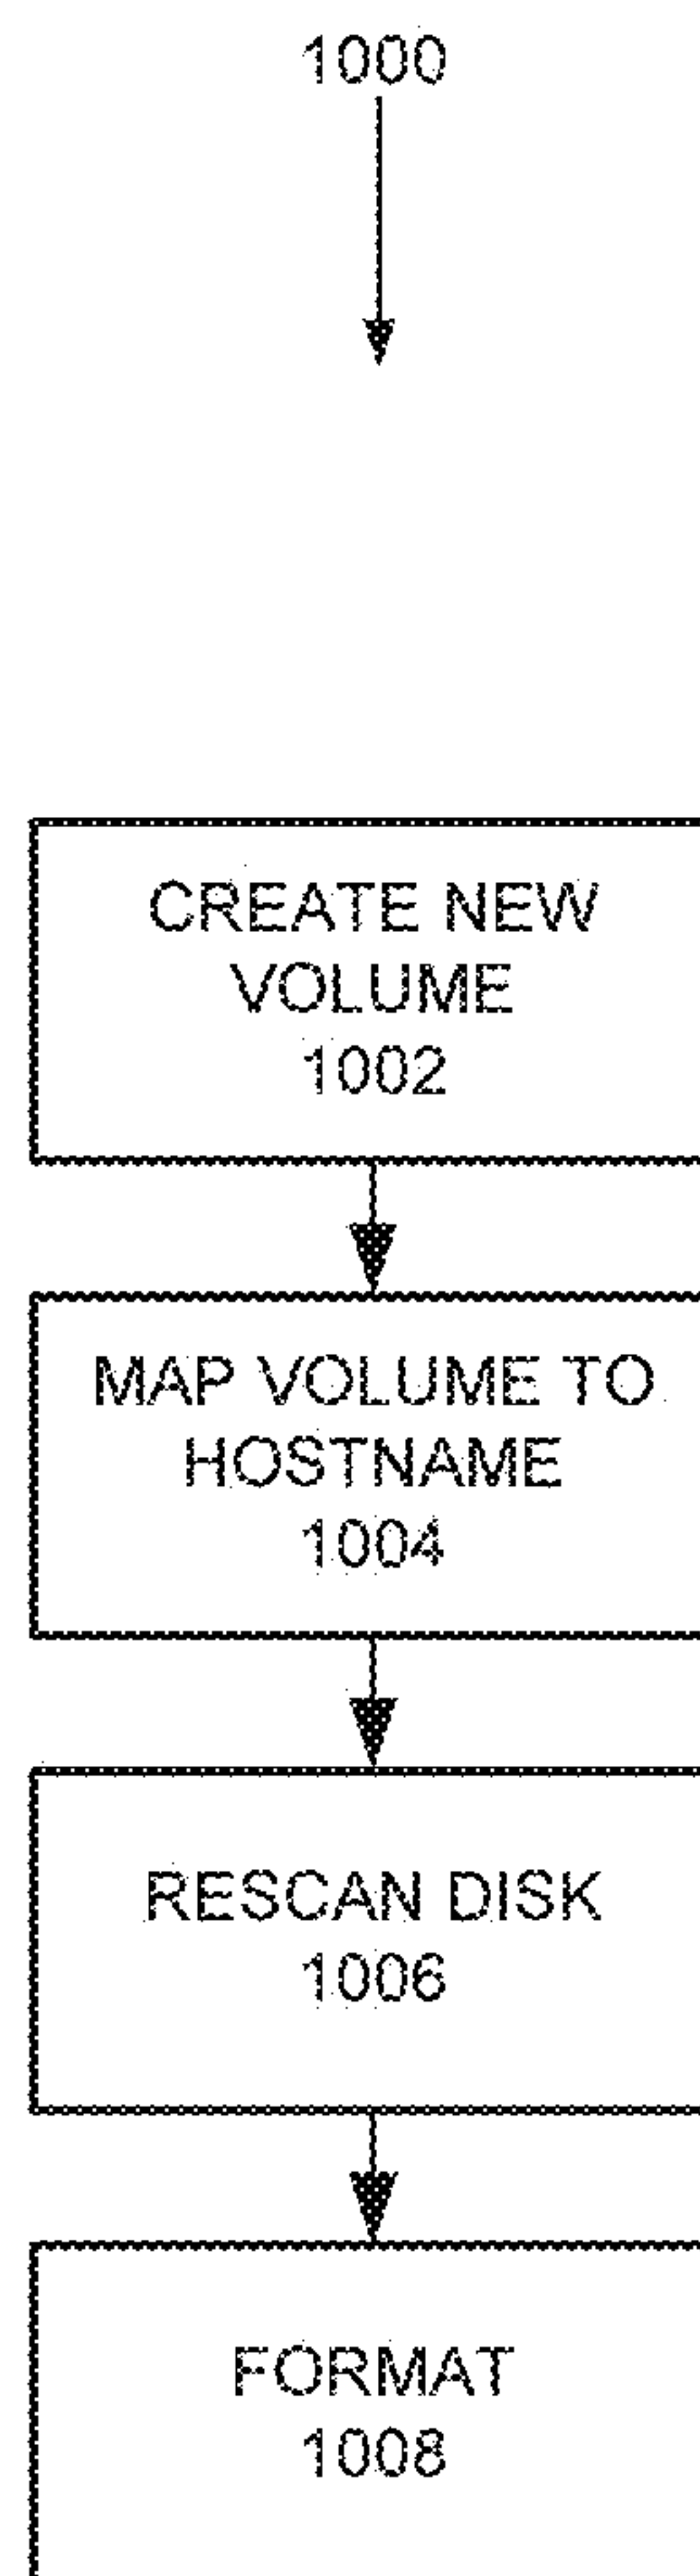 1000
CREATE NEW
VOLUME
1002
MAP VOLUME TO
HOSTNAME
1004
RESCAN DISK
1006
FORMAT
1008